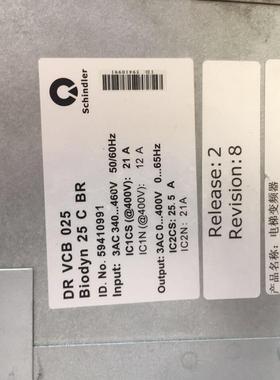 Schindler
ID: 59410991
DR VCB 025
Biodyn 25 C BR
ID. No. 59410991
Input: 3AC 340...460V 50/60Hz
IC1CS (@400V): 21 A
IC1N (@400V): 12 A
Output: 3AC 0...400V 0...65Hz
IC2CS: 25.5 A
IC2N: 21A
Release: 2
Revision: 8
产品名称: 电梯变频器